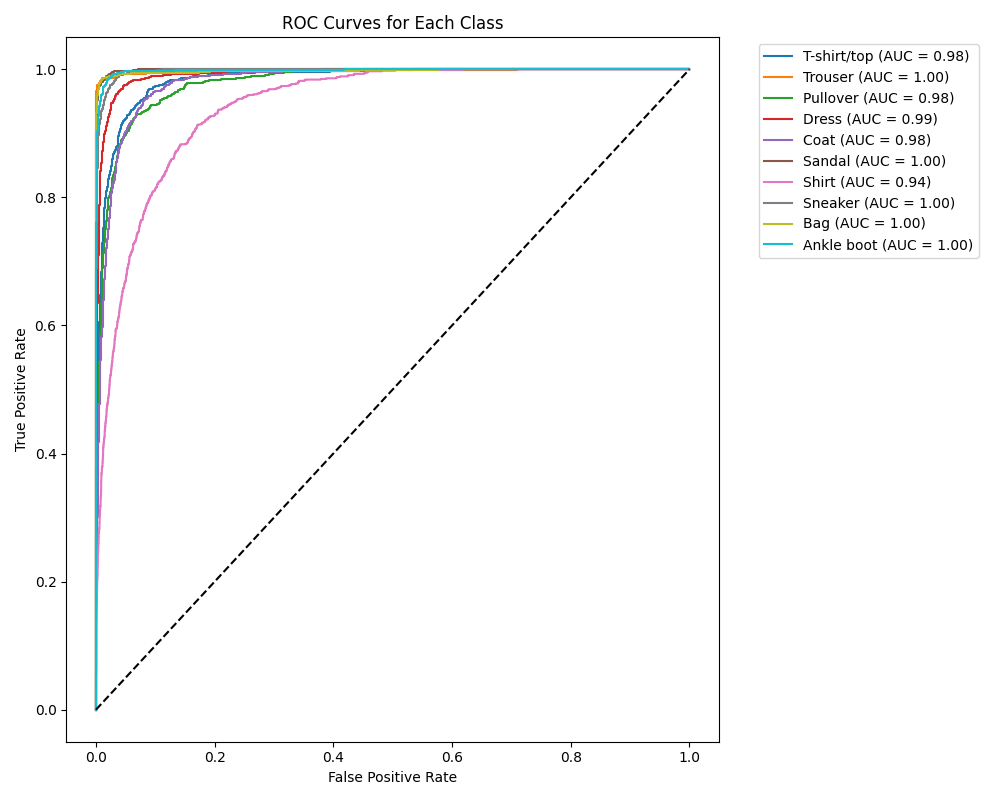 ROC Curves for Each Class
1.0
0.8
0.6
0.4
0.2
0.0
True Positive Rate
0.0 0.2 0.4 0.6 0.8 1.0
False Positive Rate
T-shirt/top (AUC = 0.98)
Trouser (AUC = 1.00)
Pullover (AUC = 0.98)
Dress (AUC = 0.99)
Coat (AUC = 0.98)
Sandal (AUC = 1.00)
Shirt (AUC = 0.94)
Sneaker (AUC = 1.00)
Bag (AUC = 1.00)
Ankle boot (AUC = 1.00)